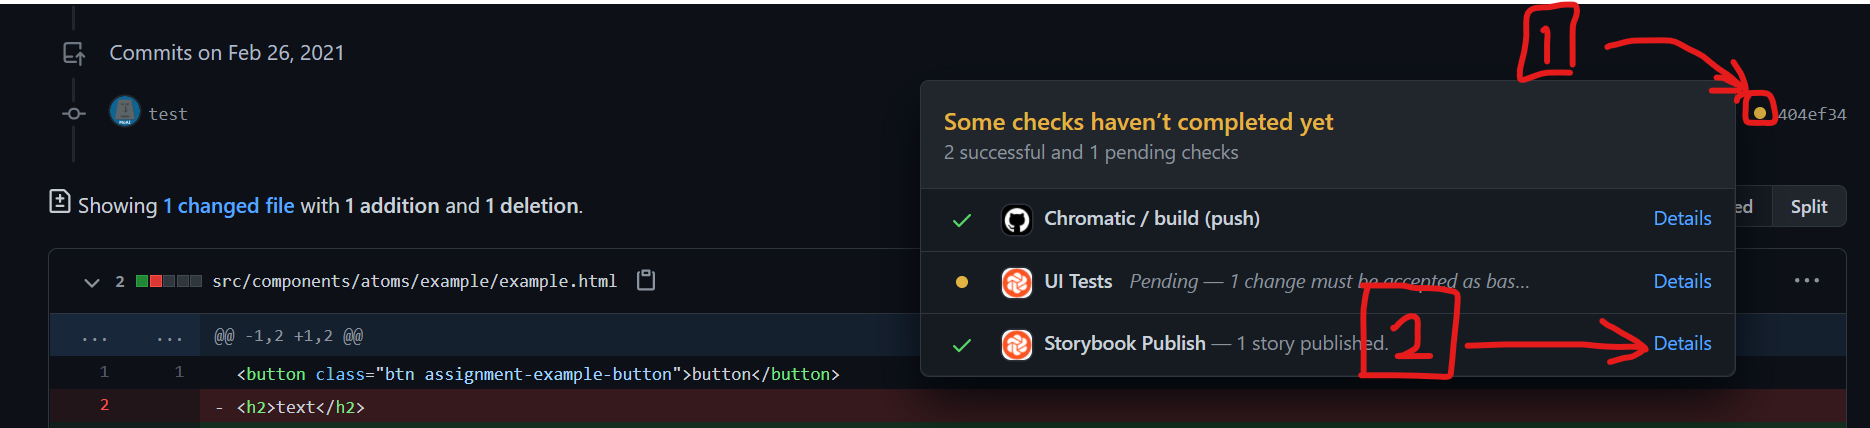 Commits on Feb 26, 2021
1
test
404ef34
Some checks haven’t completed yet
2 successful and 1 pending checks
Showing 1 changed file with 1 addition and 1 deletion.
ed Split
Chromatic / build (push) Details
2 src/components/atoms/example/example.html
UI Tests Pending — 1 change must be accepted as bas… Details
... ... @@ -1,2 +1,2 @@
Storybook Publish — 1 story published. Details
2
1 1 <button class="btn assignment-example-button">button</button>
2 - <h2>text</h2>